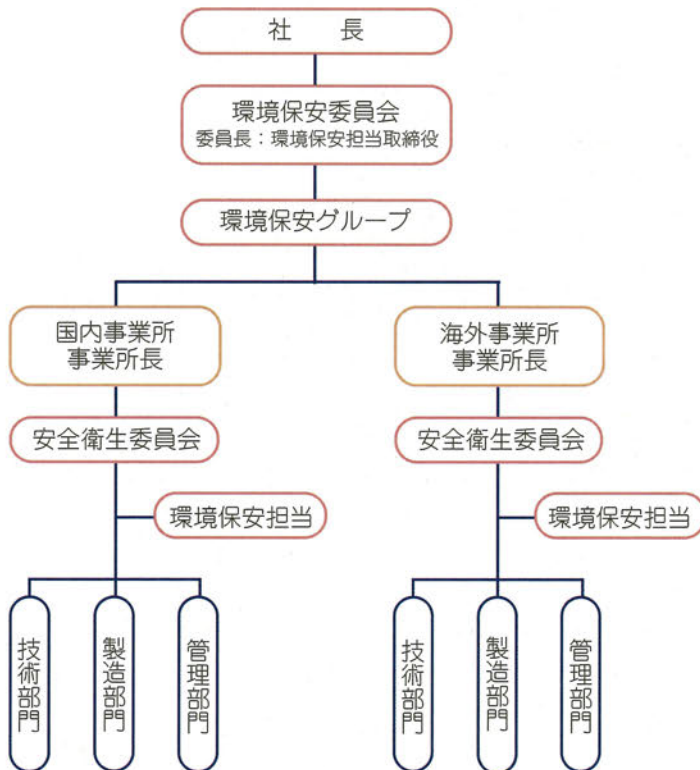 社　長
環境保安委員会
委員長：環境保安担当取締役
環境保安グループ
国内事業所
事業所長
海外事業所
事業所長
安全衛生委員会
安全衛生委員会
環境保安担当
環境保安担当
技術部門
製造部門
管理部門
技術部門
製造部門
管理部門